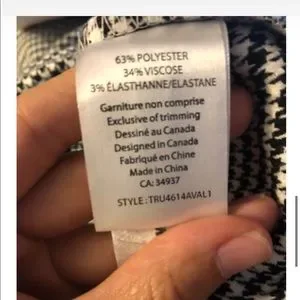 63% POLYESTER
34% VISCOSE
3% ÉLASTHANNE/ELASTANE
Garniture non comprise
Exclusive of trimming
Dessiné au Canada
Designed in Canada
Fabriqué en Chine
Made in China
CA: 34937
STYLE : TRU4614AVAL1